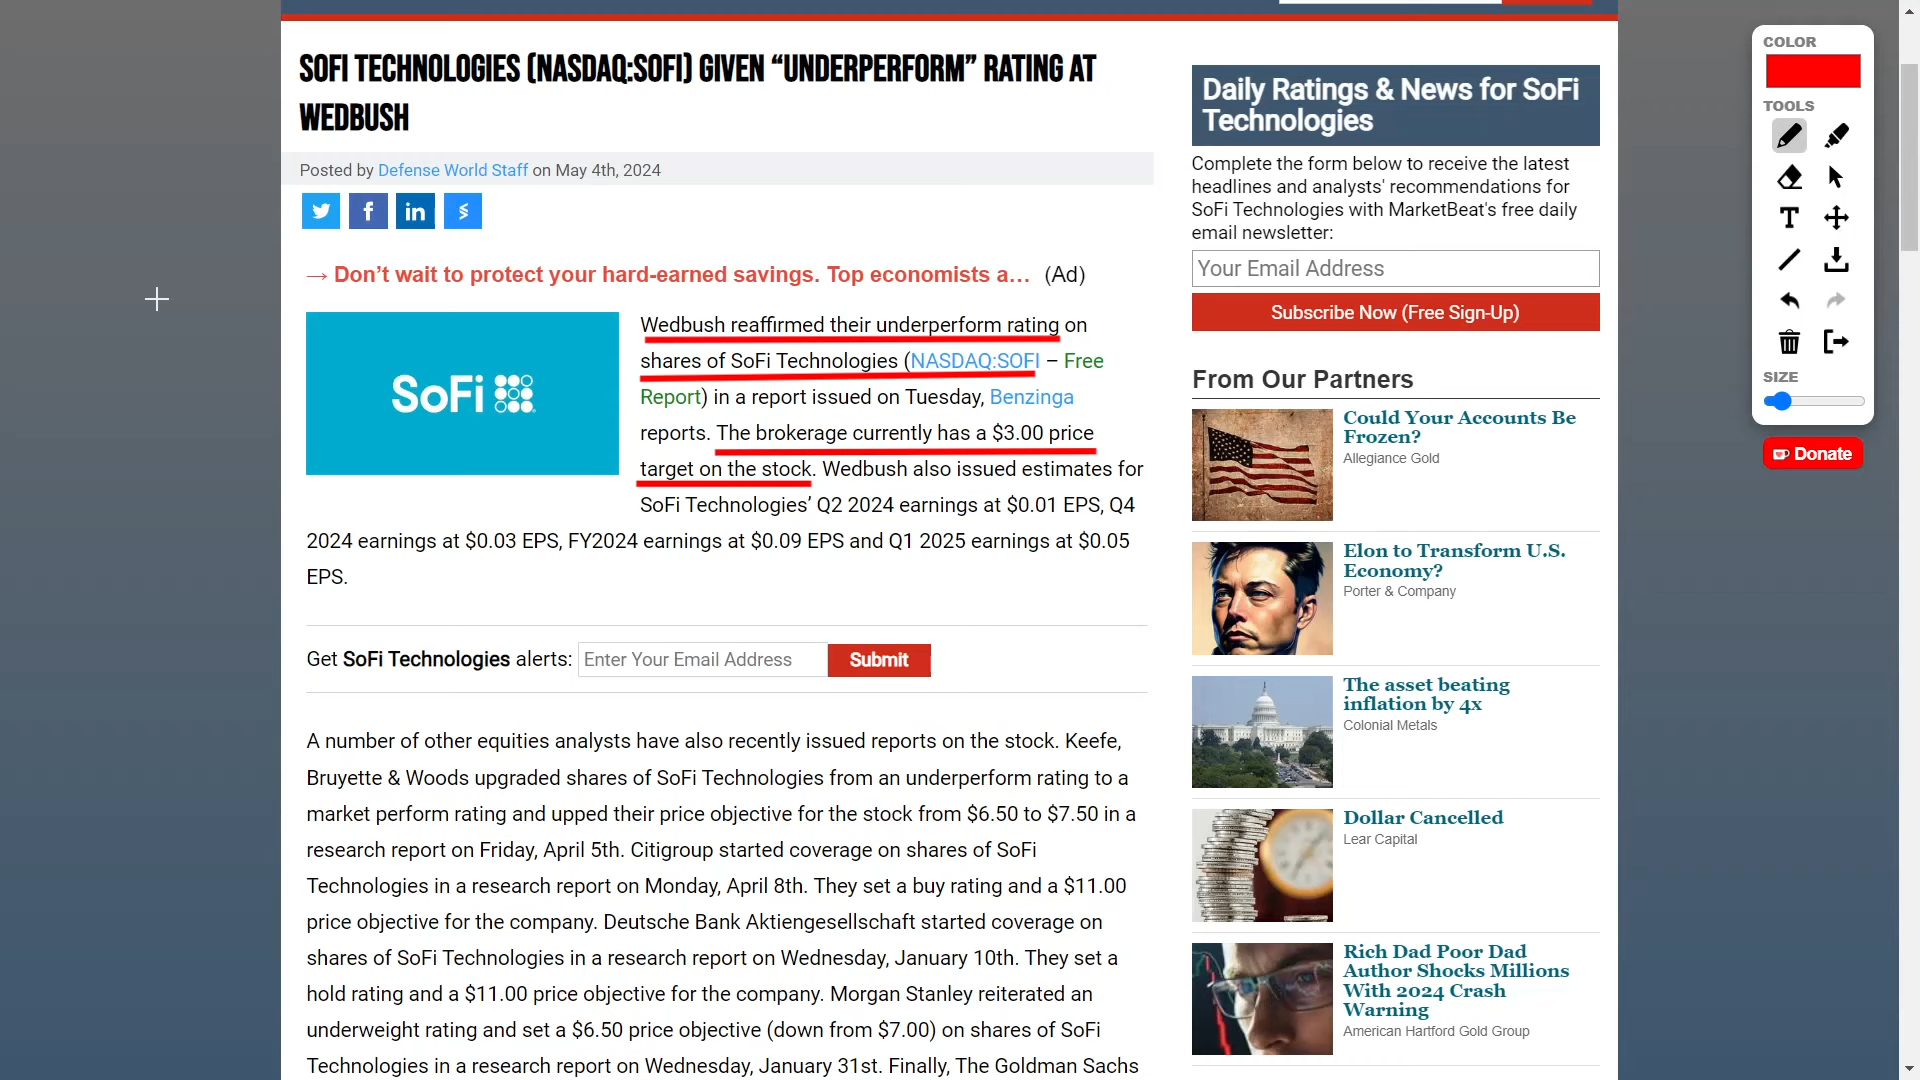 SOFI TECHNOLOGIES (NASDAQ:SOFI) GIVEN “UNDERPERFORM” RATING AT
WEDBUSH
Posted by Defense World Staff on May 4th, 2024
→ Don’t wait to protect your hard-earned savings. Top economists a… (Ad)
SoFi
Wedbush reaffirmed their underperform rating on
shares of SoFi Technologies (NASDAQ:SOFI – Free
Report) in a report issued on Tuesday, Benzinga
reports. The brokerage currently has a $3.00 price
target on the stock. Wedbush also issued estimates for
SoFi Technologies’ Q2 2024 earnings at $0.01 EPS, Q4
2024 earnings at $0.03 EPS, FY2024 earnings at $0.09 EPS and Q1 2025 earnings at $0.05
EPS.
Get SoFi Technologies alerts: Enter Your Email Address Submit
A number of other equities analysts have also recently issued reports on the stock. Keefe,
Bruyette & Woods upgraded shares of SoFi Technologies from an underperform rating to a
market perform rating and upped their price objective for the stock from $6.50 to $7.50 in a
research report on Friday, April 5th. Citigroup started coverage on shares of SoFi
Technologies in a research report on Monday, April 8th. They set a buy rating and a $11.00
price objective for the company. Deutsche Bank Aktiengesellschaft started coverage on
shares of SoFi Technologies in a research report on Wednesday, January 10th. They set a
hold rating and a $11.00 price objective for the company. Morgan Stanley reiterated an
underweight rating and set a $6.50 price objective (down from $7.00) on shares of SoFi
Technologies in a research report on Wednesday, January 31st. Finally, The Goldman Sachs
Daily Ratings & News for SoFi
Technologies
Complete the form below to receive the latest
headlines and analysts' recommendations for
SoFi Technologies with MarketBeat's free daily
email newsletter:
Your Email Address
Subscribe Now (Free Sign-Up)
From Our Partners
Could Your Accounts Be
Frozen?
Allegiance Gold
Elon to Transform U.S.
Economy?
Porter & Company
The asset beating
inflation by 4x
Colonial Metals
Dollar Cancelled
Lear Capital
Rich Dad Poor Dad
Author Shocks Millions
With 2024 Crash
Warning
American Hartford Gold Group
COLOR
TOOLS
SIZE
Donate